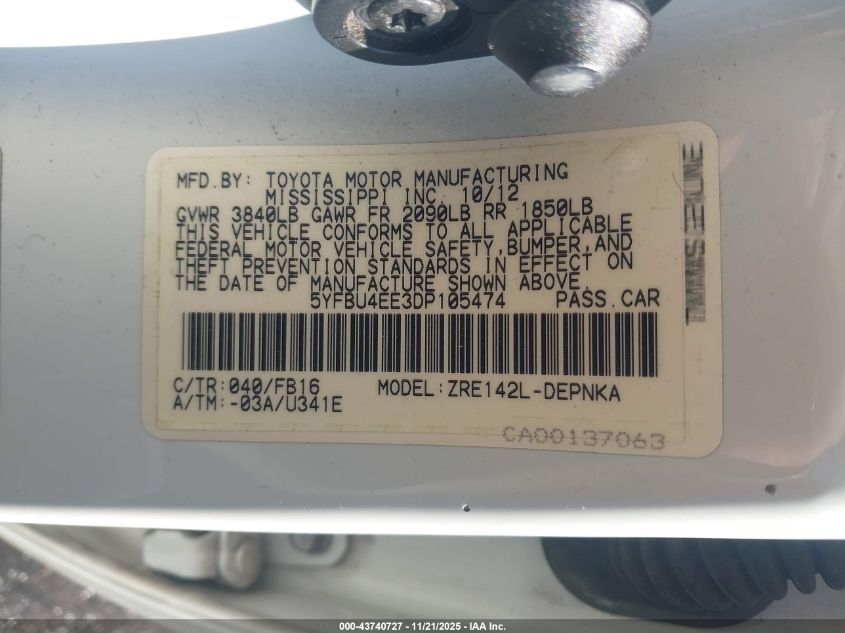 MFD.BY: TOYOTA MOTOR MANUFACTURING
MISSISSIPPI INC. 10/12
GVWR 3840LB GAWR FR 2090LB RR 1850LB
THIS VEHICLE CONFORMS TO ALL APPLICABLE
FEDERAL MOTOR VEHICLE SAFETY,BUMPER,AND
THEFT PREVENTION STANDARDS IN EFFECT ON
THE DATE OF MANUFACTURE SHOWN ABOVE.
5YFBU4EE3DP105474 PASS.CAR
C/TR:040/FB16 MODEL:ZRE142L-DEPNKA
A/TM:-03A/U341E
CA00137063
000-43740727 - 11/21/2025 - IAA Inc.